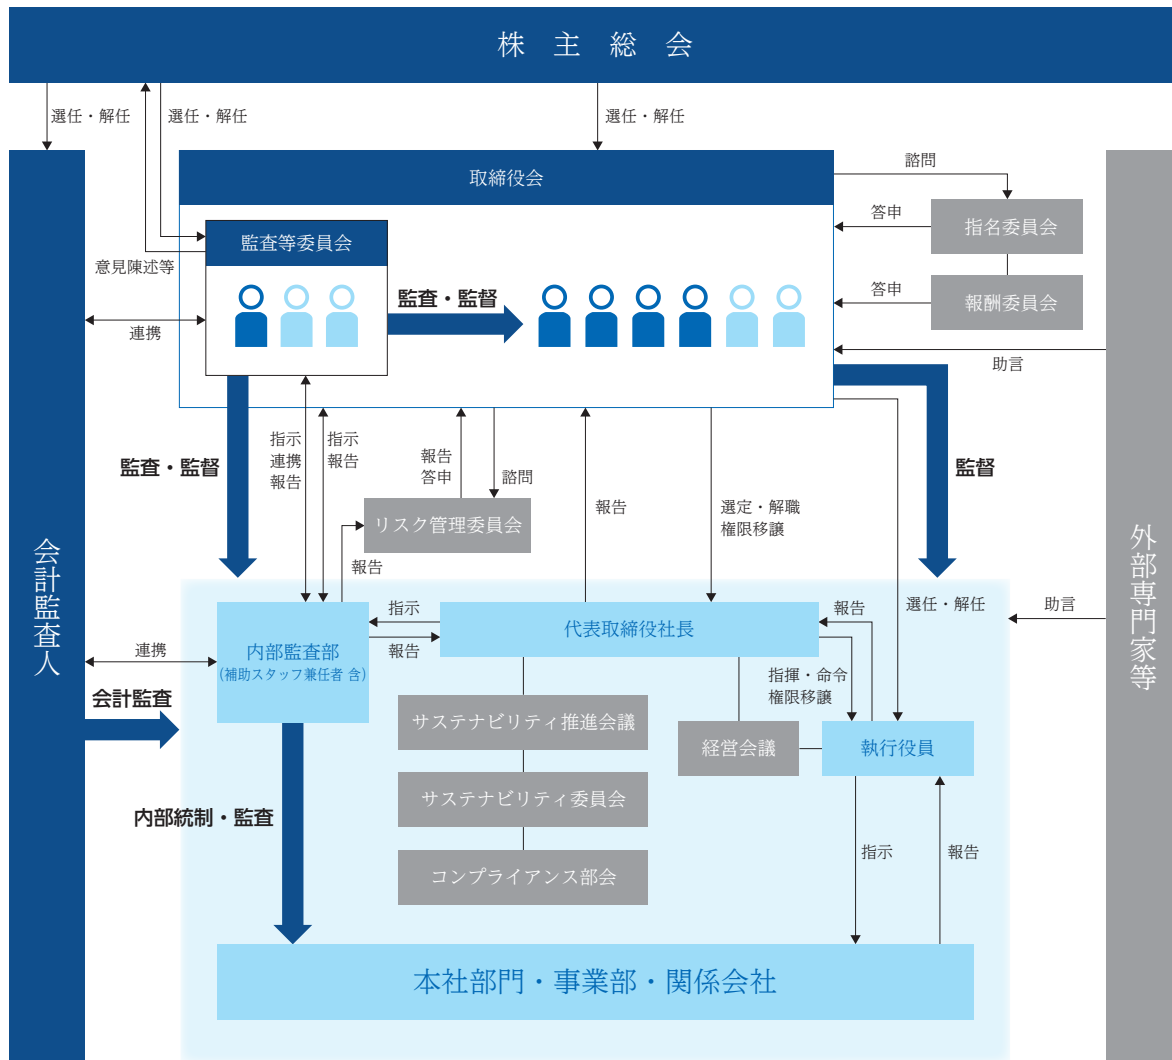 株主総会
選任・解任
選任・解任
選任・解任
取締役会
諮問
答申
指名委員会
監査等委員会
意見陳述等
監査・監督
答申
報酬委員会
連携
助言
監査・監督
指示
連携
報告
指示
報告
報告
答申
諮問
報告
選定・解職
権限移譲
監督
リスク管理委員会
報告
会計監査人
外部専門家等
内部監査部
(補助スタッフ兼任者 含)
指示
報告
代表取締役社長
報告
選任・解任
助言
連携
会計監査
指揮・命令
権限移譲
サステナビリティ推進会議
経営会議
執行役員
サステナビリティ委員会
内部統制・監査
コンプライアンス部会
指示
報告
本社部門・事業部・関係会社